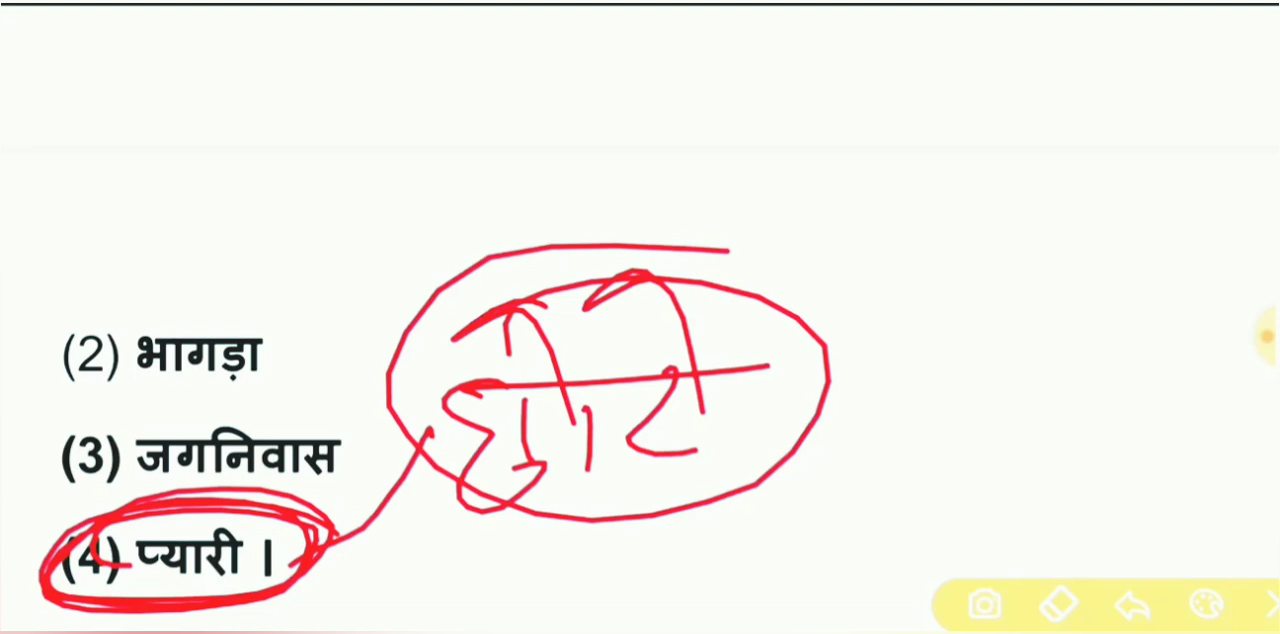 (2) भागड़ा
(3) जगनिवास
(4) प्यारी ।